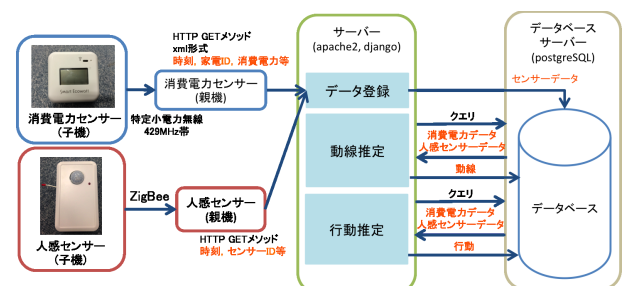 HTTP GETメソッド
xml形式
時刻, 家電ID, 消費電力等
消費電力センサー
(子機)
消費電力センサー
(親機)
特定小電力無線
429MHz帯
人感センサー
(子機)
ZigBee
人感センサー
(親機)
HTTP GETメソッド
時刻, センサーID等
サーバー
(apache2, django)
データ登録
動線推定
行動推定
センサーデータ
クエリ
消費電力データ
人感センサーデータ
動線
クエリ
消費電力データ
人感センサーデータ
行動
データベース
サーバー
(postgreSQL)
データベース